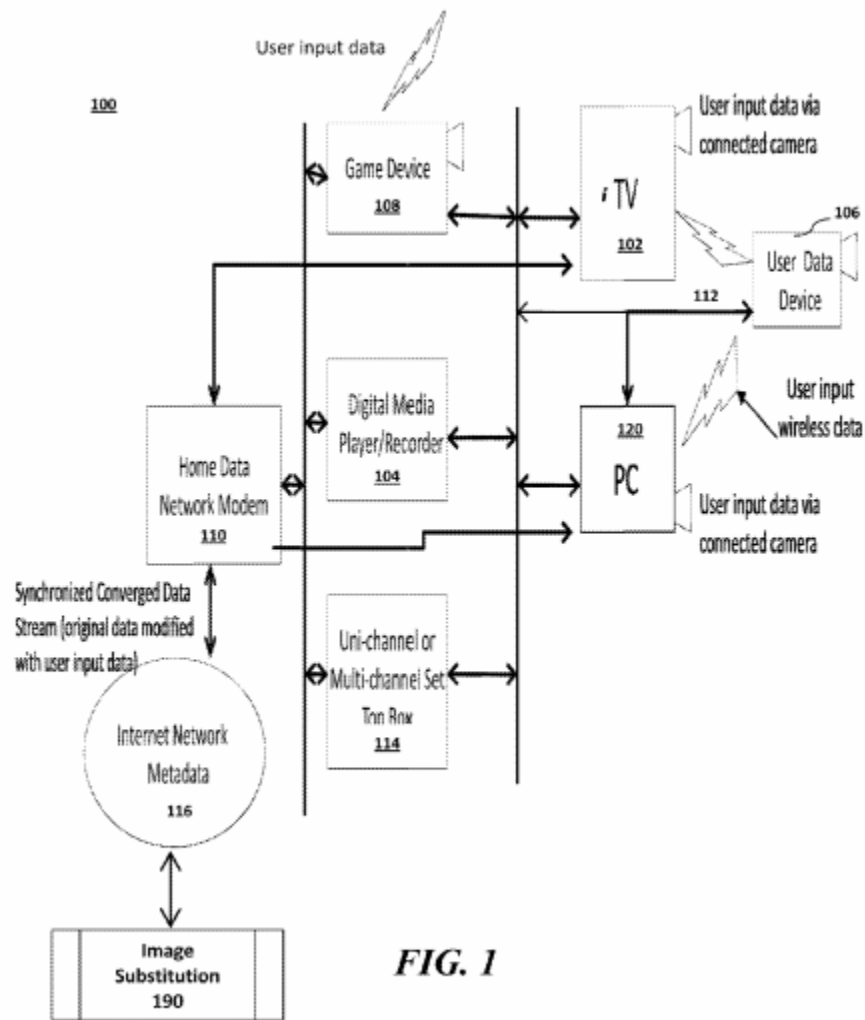 User input data
100
User input data via
connected camera
Game Device
108
i TV
102
106
User Data
Device
112
User input
wireless data
Digital Media
Player/Recorder
104
120
PC
Home Data
Network Modem
110
User input data via
connected camera
Synchronized Converged Data
Stream (original data modified
with user input data)
Uni-channel or
Multi-channel Set
Top Box
114
Internet Network
Metadata
116
Image
Substitution
190
FIG. 1